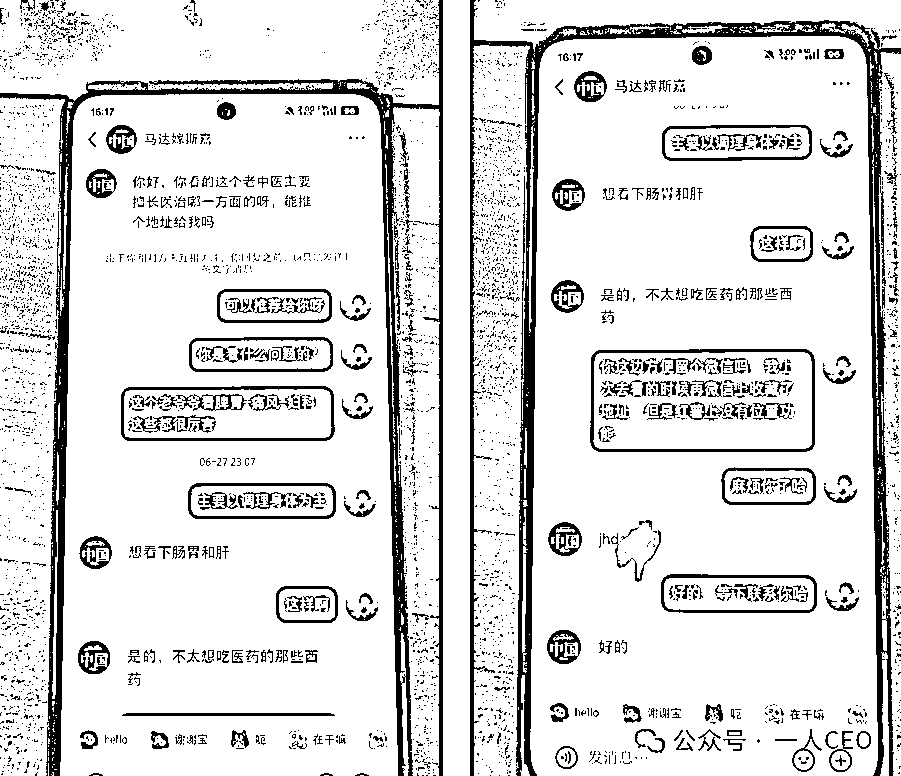 16:17
马达嫁斯嘉
你好，你看的这个老中医主要
擅长医治哪一方面的呀，能推
个地址给我吗
可以推荐给你呀
你是看什么问题的？
这个老爷爷看脾胃 痛风 妇科
这些都很厉害
06-27 23:07
主要以调理身体为主
想看下肠胃和肝
这样啊
是的，不太想吃医药的那些西
药
hello
谢谢宝
呃
在干嘛
16:17
马达嫁斯嘉
主要以调理身体为主
想看下肠胃和肝
这样啊
是的，不太想吃医药的那些西
药
你这边方便留个微信吗 我上
次去看的时候再微信上收藏了
地址 但是红薯上没有位置功
能
麻烦你了哈
jhd
好的 等下联系你哈
好的
hello
谢谢宝
呃
在干嘛
发消息…
公众号 · 一人CEO